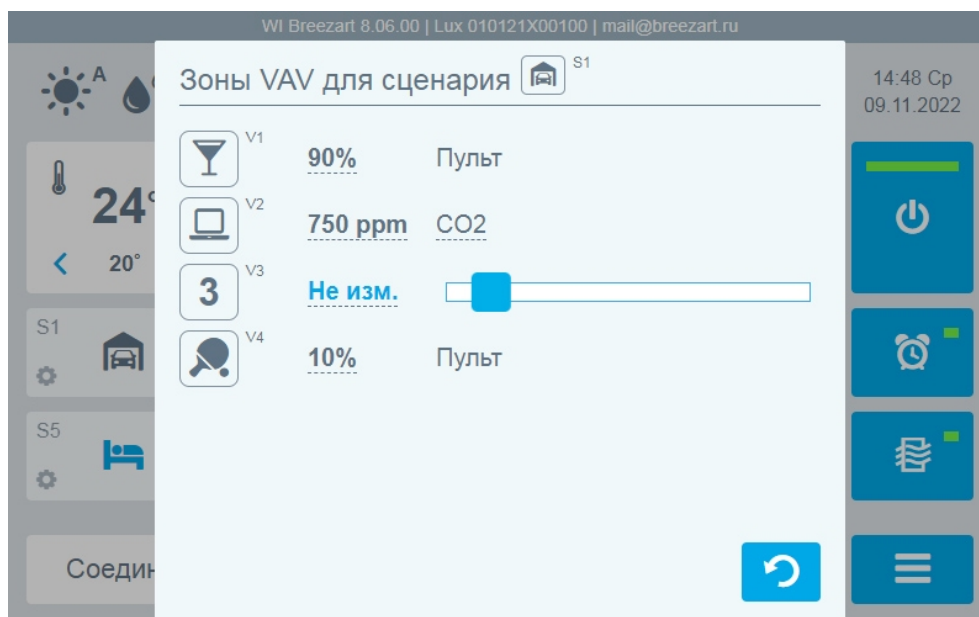 WI Breezart 8.06.00 | Lux 010121X00100 | mail@breezart.ru
A
Зоны VAV для сценария S1
14:48 Ср
09.11.2022
V1 90% Пульт
24°
V2 750 ppm CO2
20°
3 V3 Не изм.
S1
V4 10% Пульт
S5
Соедин